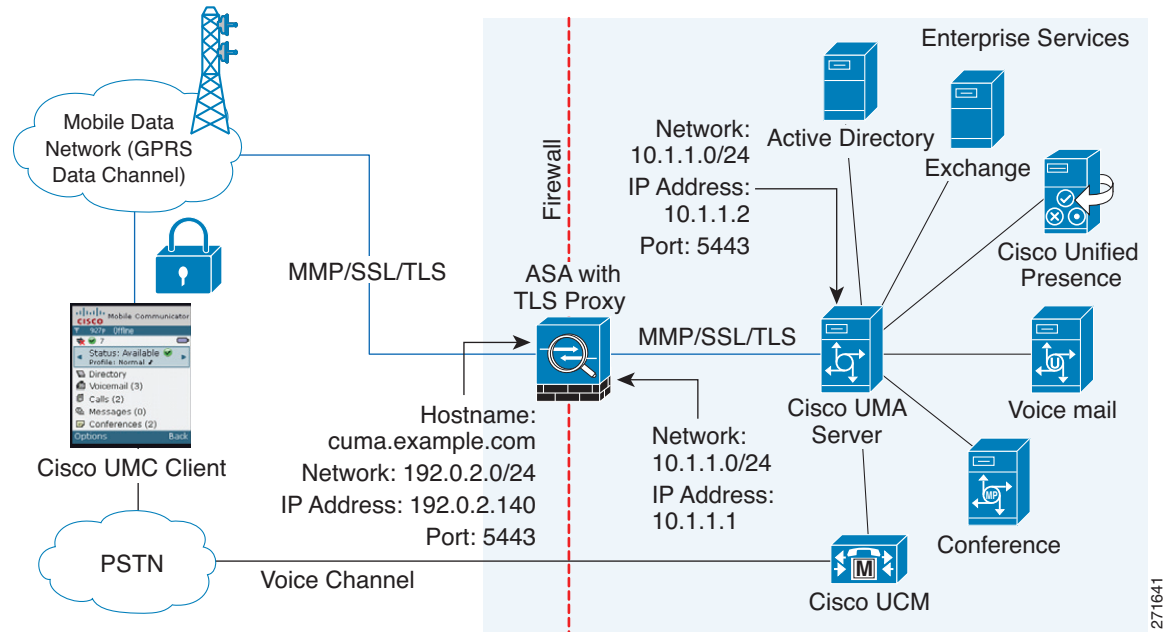 Enterprise Services
Mobile Data
Network (GPRS
Data Channel)
Firewall
Network:
10.1.1.0/24
IP Address:
10.1.1.2
Port: 5443
Active Directory
Exchange
Cisco Unified
Presence
MMP/SSL/TLS
ASA with
TLS Proxy
MMP/SSL/TLS
CISCO Mobile Communicator
Offline
7
Status: Available
Profile: Normal
Directory
Voicemail (3)
Calls (2)
Messages (0)
Conferences (2)
Options Back
Cisco UMC Client
Hostname:
cuma.example.com
Network: 192.0.2.0/24
IP Address: 192.0.2.140
Port: 5443
Network:
10.1.1.0/24
IP Address:
10.1.1.1
Cisco UMA
Server
U
Voice mail
MP
Conference
PSTN
Voice Channel
M
Cisco UCM
271641